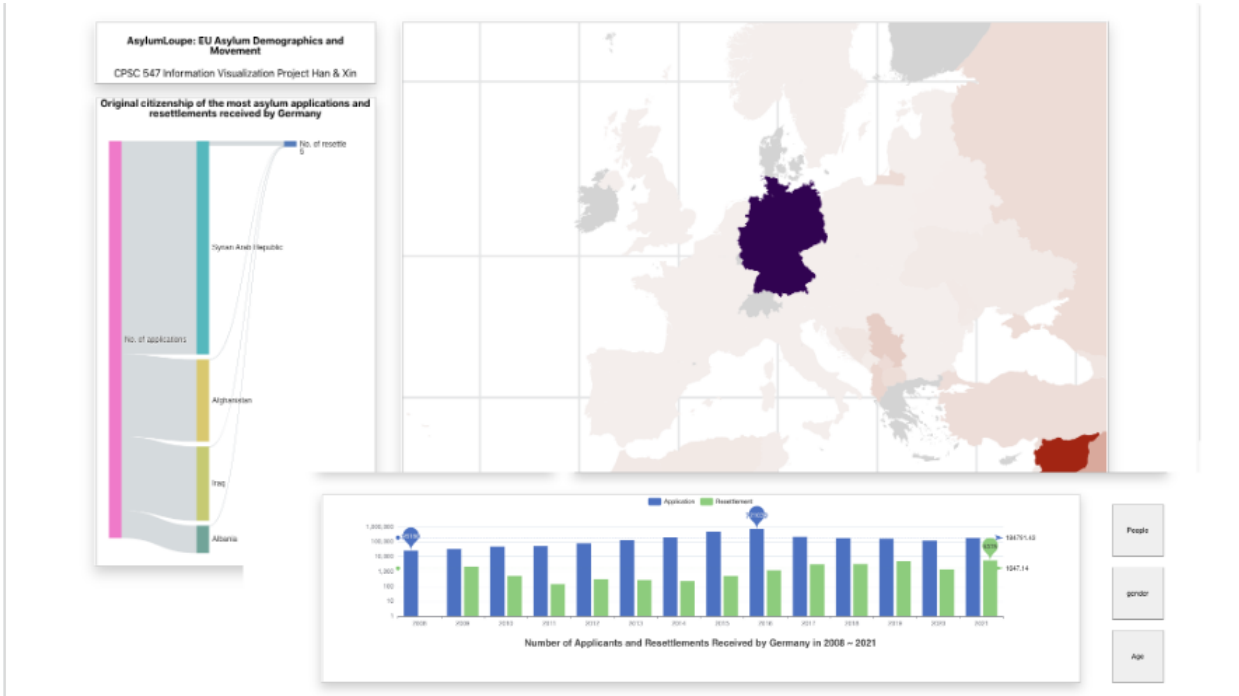 AsylumLoupe: EU Asylum Demographics and
Movement
CPSC 547 Information Visualization Project Han & Xin
Original citizenship of the most asylum applications and
resettlements received by Germany
No. of resettle
No. of applications
Syrian Arab Republic
Afghanistan
Iraq
Albania
Application
Resettlement
1,000,000
100,000
10,000
1,000
100
10
1
184761.43
1847.14
2008
2009
2010
2011
2012
2013
2014
2015
2016
2017
2018
2019
2020
2021
Number of Applicants and Resettlements Received by Germany in 2008 ~ 2021
People
gender
Age